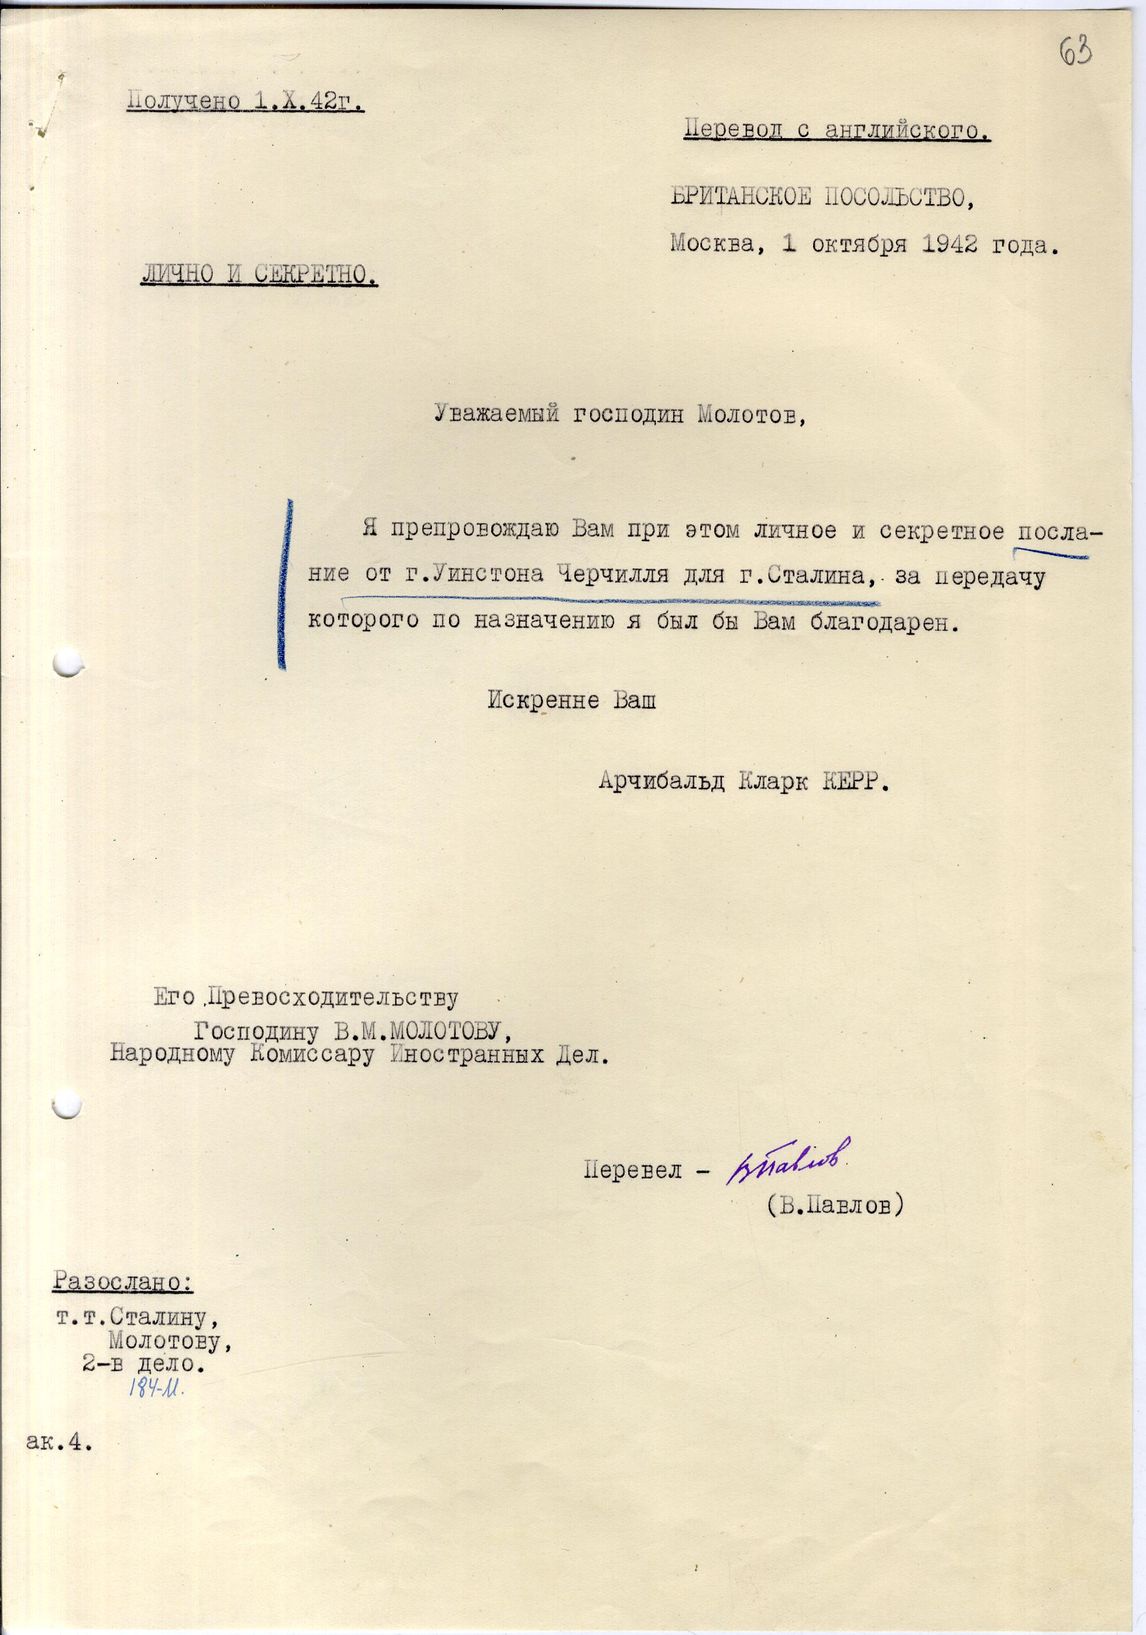 63
Получено 1.X.42г.
Перевод с английского.
БРИТАНСКОЕ ПОСОЛЬСТВО,
Москва, 1 октября 1942 года.
ЛИЧНО И СЕКРЕТНО.
Уважаемый господин Молотов,
Я препровождаю Вам при этом личное и секретное посла-
ние от г.Уинстона Черчилля для г.Сталина, за передачу
которого по назначению я был бы Вам благодарен.
Искренне Ваш
Арчибальд Кларк КЕРР.
Его Превосходительству
Господину В.М.МОЛОТОВУ,
Народному Комиссару Иностранных Дел.
Перевел - ВПавлов
(В.Павлов)
Разослано:
т.т.Сталину,
Молотову,
2-в дело.
184-М.
ак.4.